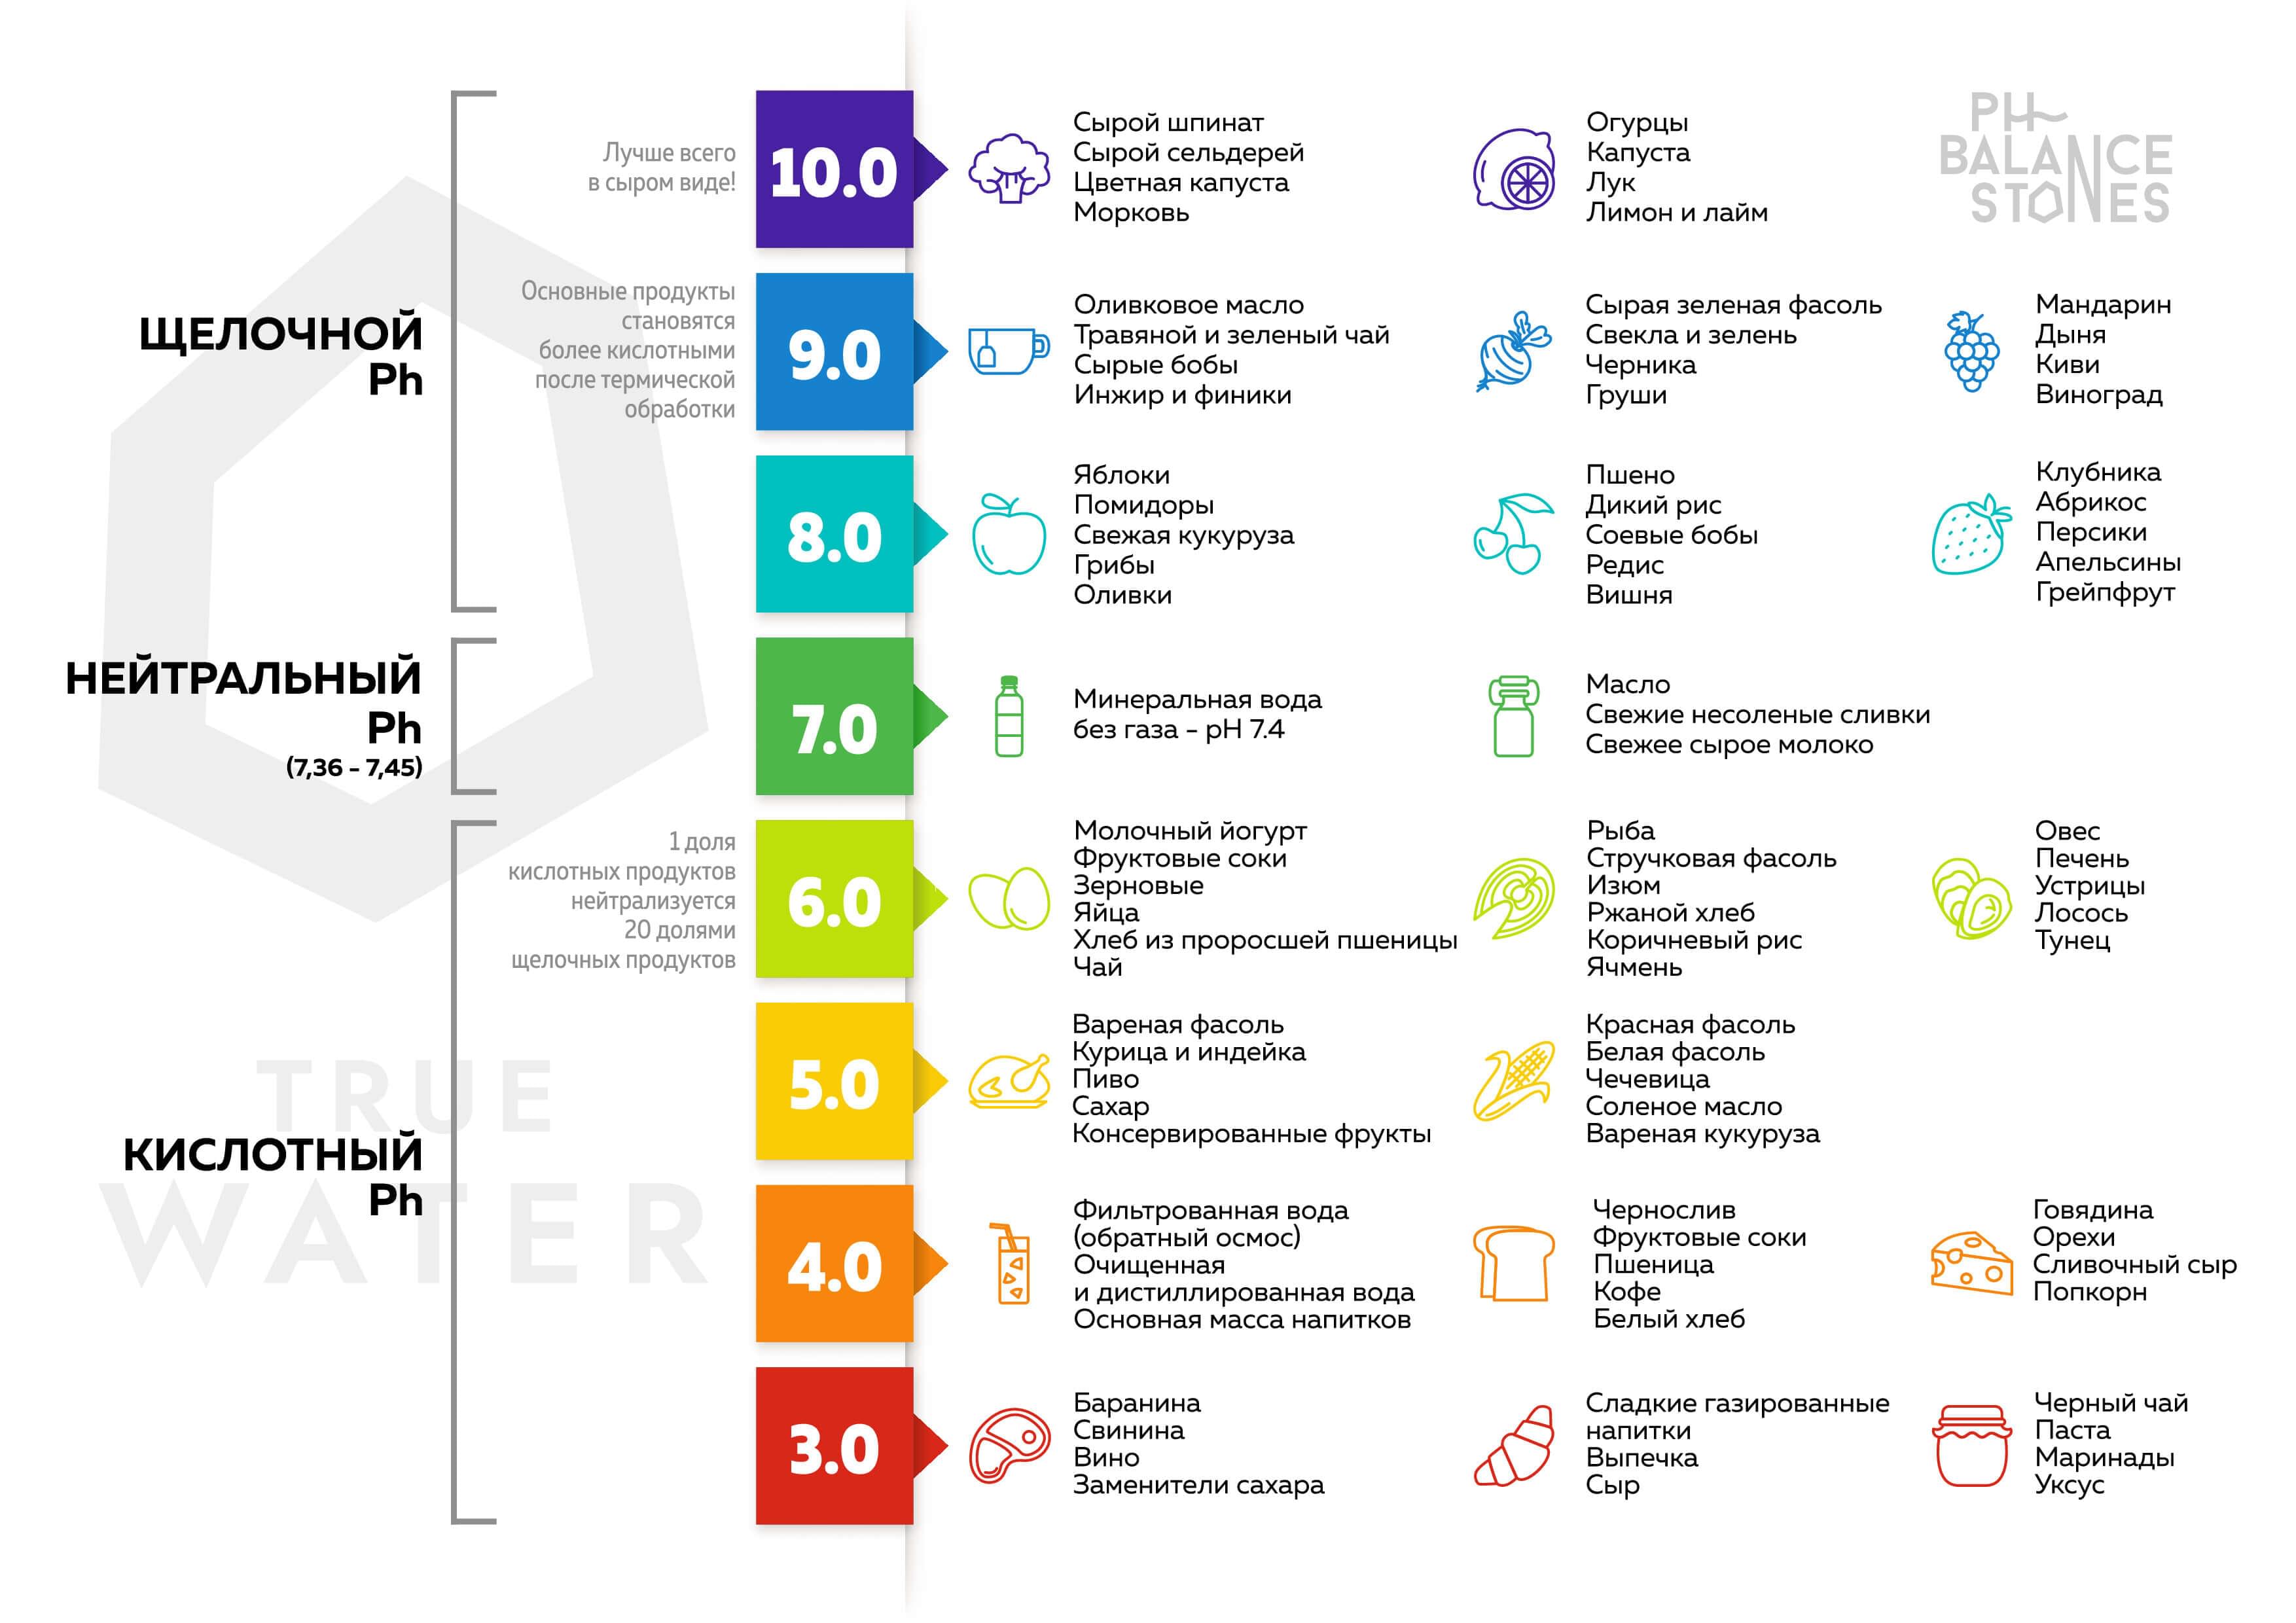 PH
BALANCE
STONES
ЩЕЛОЧНОЙ
Ph
Лучше всего
в сыром виде!
10.0
Сырой шпинат
Сырой сельдерей
Цветная капуста
Морковь
Огурцы
Капуста
Лук
Лимон и лайм
Основные продукты
становятся
более кислотными
после термической
обработки
9.0
Оливковое масло
Травяной и зеленый чай
Сырые бобы
Инжир и финики
Сырая зеленая фасоль
Свекла и зелень
Черника
Груши
Мандарин
Дыня
Киви
Виноград
8.0
Яблоки
Помидоры
Свежая кукуруза
Грибы
Оливки
Пшено
Дикий рис
Соевые бобы
Редис
Вишня
Клубника
Абрикос
Персики
Апельсины
Грейпфрут
НЕЙТРАЛЬНЫЙ
Ph
(7,36 - 7,45)
7.0
Минеральная вода
без газа - pH 7.4
Масло
Свежие несоленые сливки
Свежее сырое молоко
КИСЛОТНЫЙ
Ph
1 доля
кислотных продуктов
нейтрализуется
20 долями
щелочных продуктов
6.0
Молочный йогурт
Фруктовые соки
Зерновые
Яйца
Хлеб из проросшей пшеницы
Чай
Рыба
Стручковая фасоль
Изюм
Ржаной хлеб
Коричневый рис
Ячмень
Овес
Печень
Устрицы
Лосось
Тунец
5.0
Вареная фасоль
Курица и индейка
Пиво
Сахар
Консервированные фрукты
Красная фасоль
Белая фасоль
Чечевица
Соленое масло
Вареная кукуруза
TRUE
WATER
4.0
Фильтрованная вода
(обратный осмос)
Очищенная
и дистиллированная вода
Основная масса напитков
Чернослив
Фруктовые соки
Пшеница
Кофе
Белый хлеб
Говядина
Орехи
Сливочный сыр
Попкорн
3.0
Баранина
Свинина
Вино
Заменители сахара
Сладкие газированные
напитки
Выпечка
Сыр
Черный чай
Паста
Маринады
Уксус